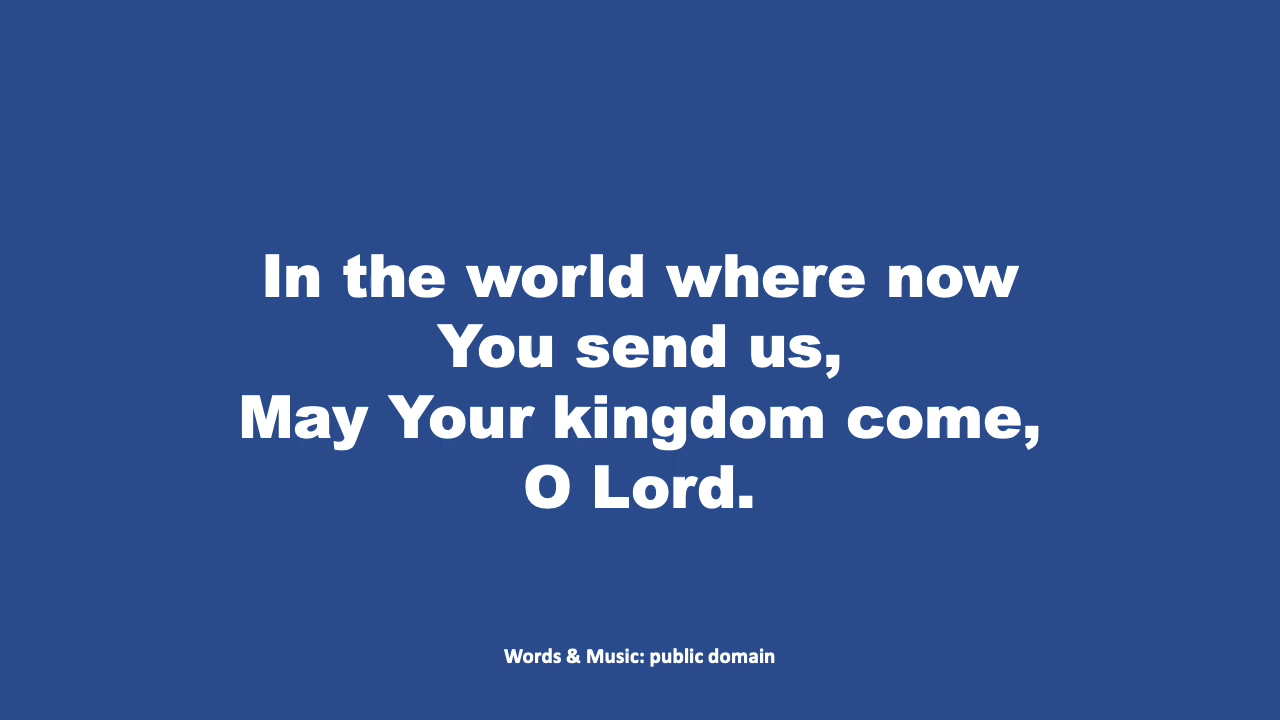 In the world where now
You send us,
May Your kingdom come,
O Lord.
Words & Music: public domain